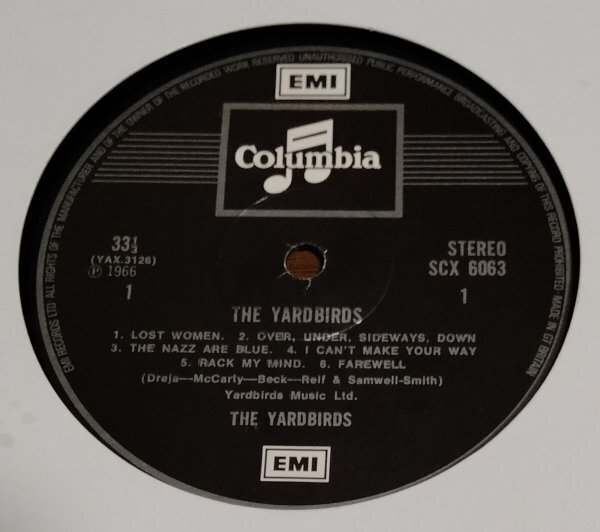 EMI
Columbia
EMI RECORDS LTD ALL RIGHTS OF THE MANUFACTURER AND OF THE OWNER OF THE RECORDED WORK RESERVED UNAUTHORISED PUBLIC PERFORMANCE BROADCASTING AND COPYING OF THIS RECORD PROHIBITED MADE IN GT BRITAIN
33⅓
(YAX.3126)
Ⓟ 1966
1
STEREO
SCX 6063
1
THE YARDBIRDS
1. LOST WOMEN. 2. OVER, UNDER, SIDEWAYS, DOWN
3. THE NAZZ ARE BLUE. 4. I CAN'T MAKE YOUR WAY
5. RACK MY MIND. 6. FAREWELL
(Dreja—McCarty—Beck—Relf & Samwell-Smith)
Yardbirds Music Ltd.
THE YARDBIRDS
EMI